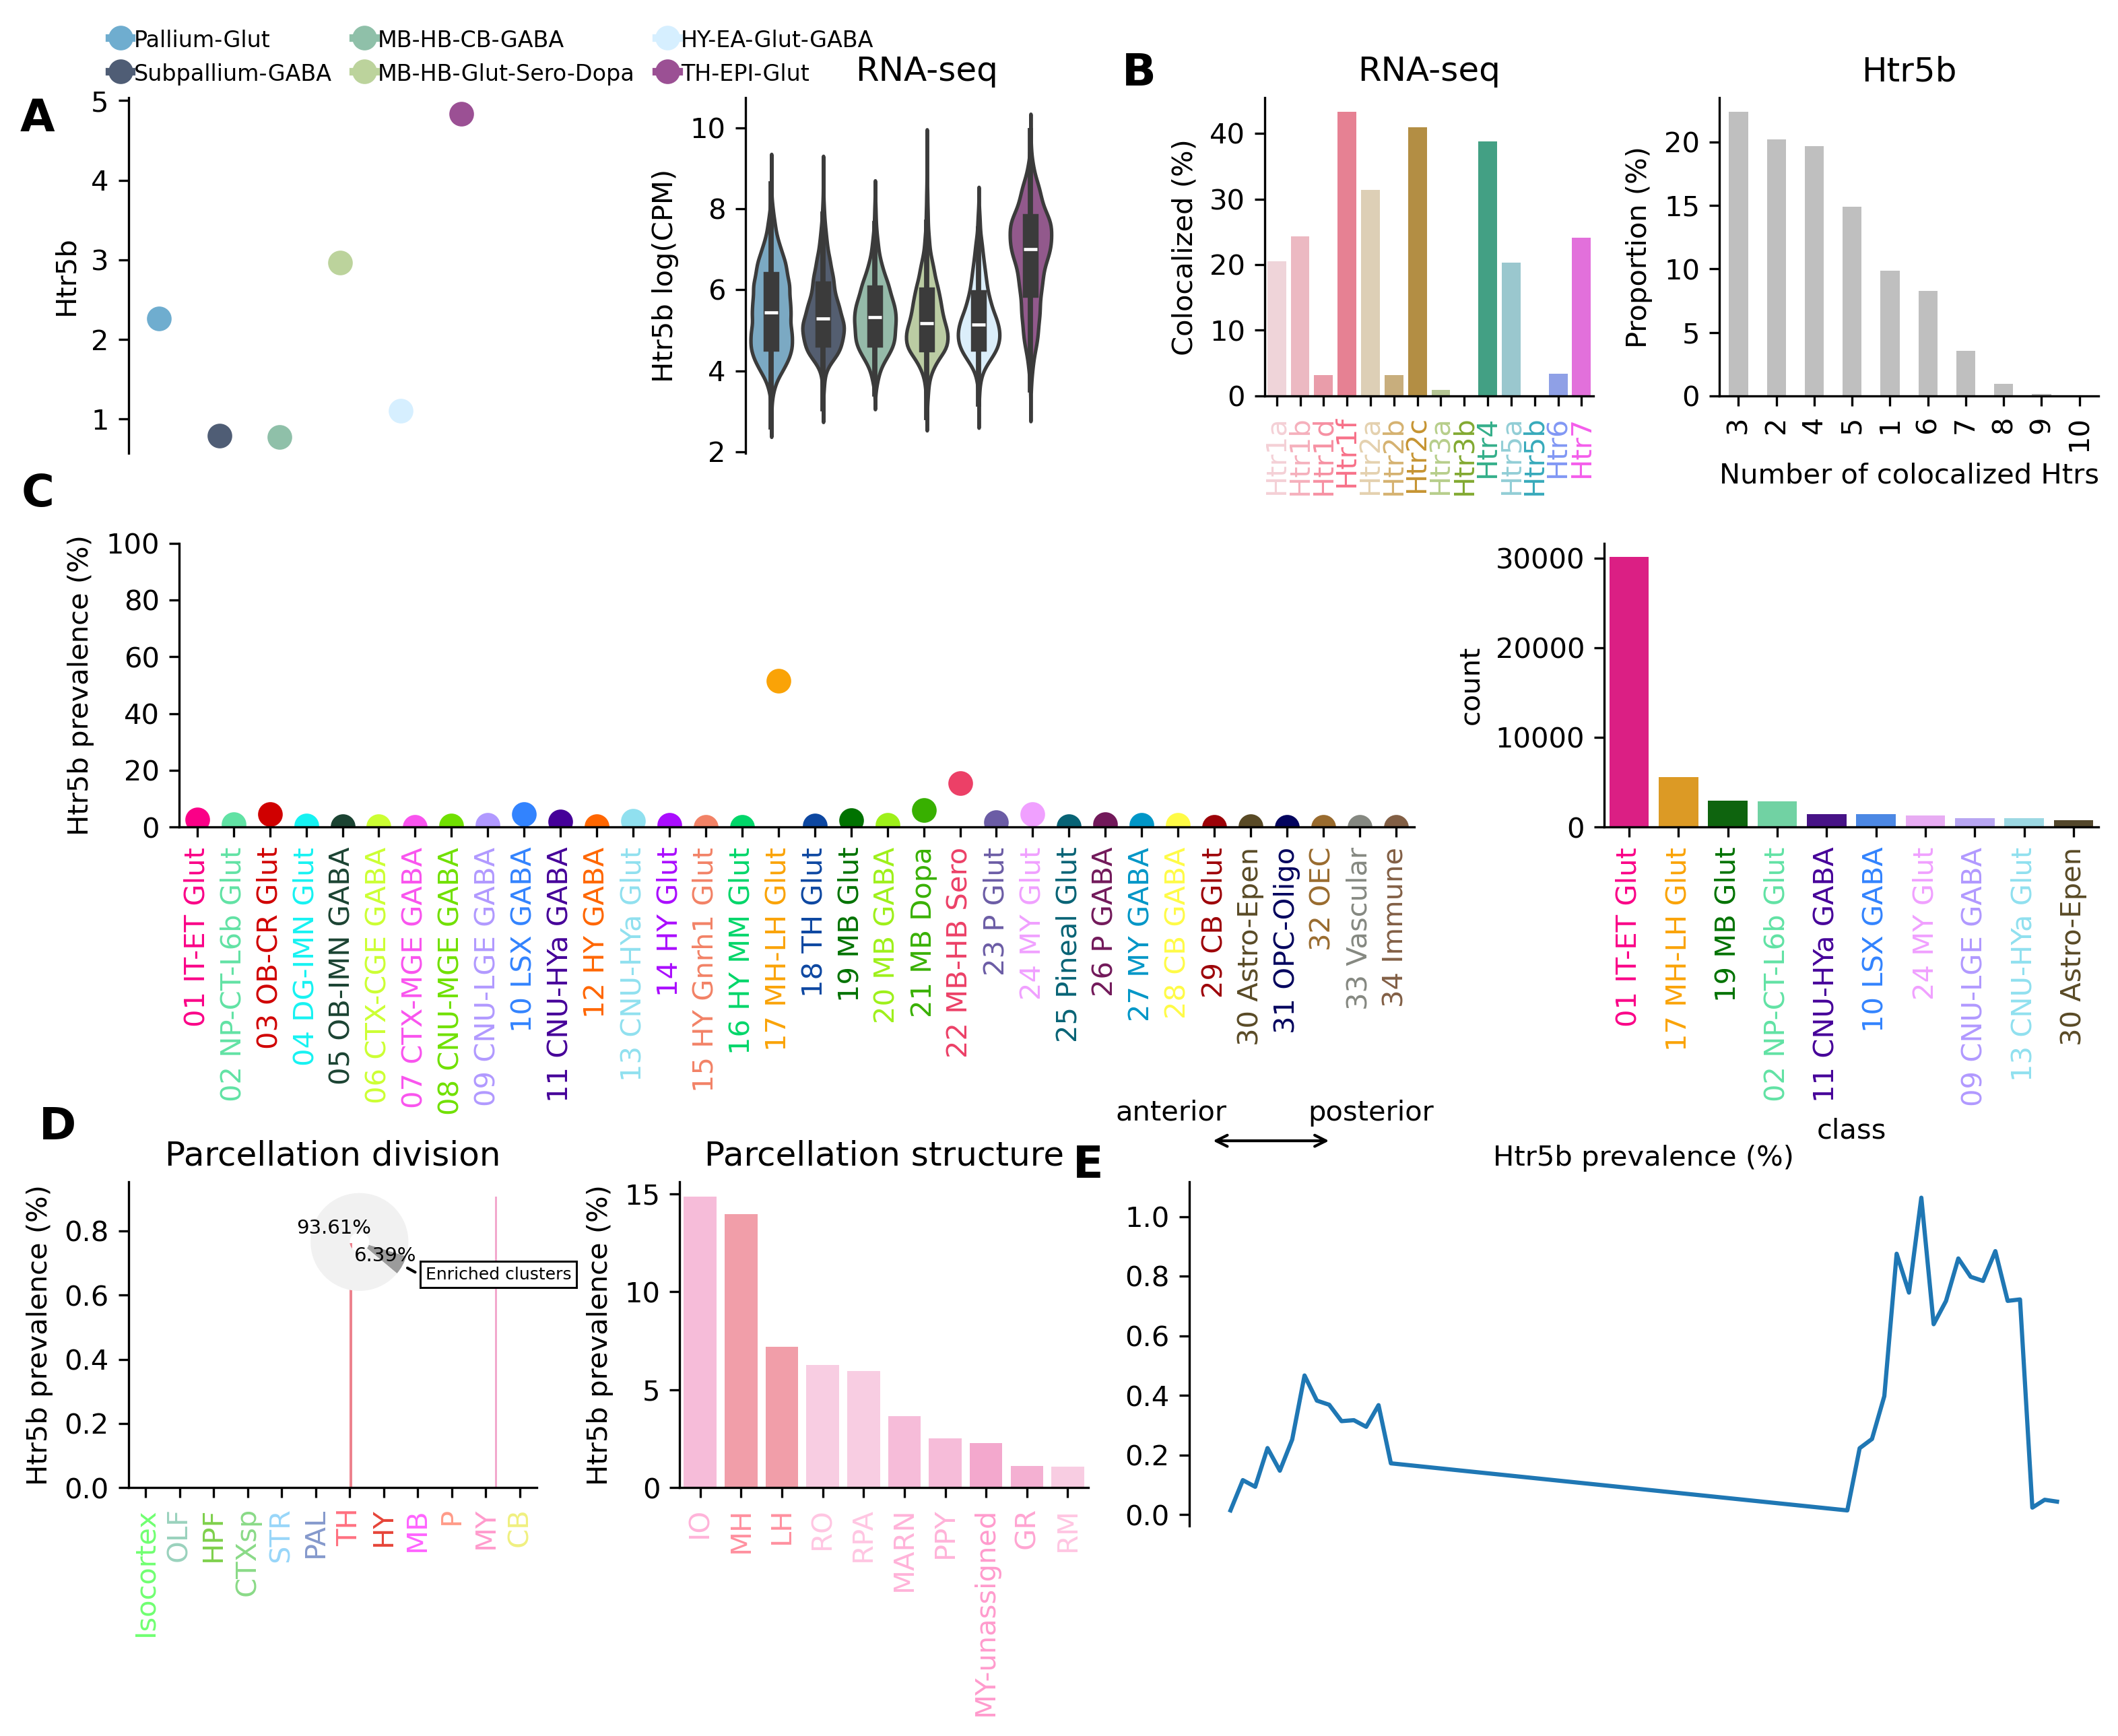 Pallium-Glut
MB-HB-CB-GABA
HY-EA-Glut-GABA
Subpallium-GABA
MB-HB-Glut-Sero-Dopa
TH-EPI-Glut
A
5
4
3
2
1
Htr5b
RNA-seq
10
8
6
4
2
Htr5b log(CPM)
B
RNA-seq
40
30
20
10
0
Colocalized (%)
Htr1a
Htr1b
Htr1d
Htr1f
Htr2a
Htr2b
Htr2c
Htr3a
Htr3b
Htr4
Htr5a
Htr5b
Htr6
Htr7
Htr5b
20
15
10
5
0
Proportion (%)
3
2
4
5
1
6
7
8
9
10
Number of colocalized Htrs
C
100
80
60
40
20
0
Htr5b prevalence (%)
01 IT-ET Glut
02 NP-CT-L6b Glut
03 OB-CR Glut
04 DG-IMN Glut
05 OB-IMN GABA
06 CTX-CGE GABA
07 CTX-MGE GABA
08 CNU-MGE GABA
09 CNU-LGE GABA
10 LSX GABA
11 CNU-HYa GABA
12 HY GABA
13 CNU-HYa Glut
14 HY Glut
15 HY Gnrh1 Glut
16 HY MM Glut
17 MH-LH Glut
18 TH Glut
19 MB Glut
20 MB GABA
21 MB Dopa
22 MB-HB Sero
23 P Glut
24 MY Glut
25 Pineal Glut
26 P GABA
27 MY GABA
28 CB GABA
29 CB Glut
30 Astro-Epen
31 OPC-Oligo
32 OEC
33 Vascular
34 Immune
30000
20000
10000
0
count
01 IT-ET Glut
17 MH-LH Glut
19 MB Glut
02 NP-CT-L6b Glut
11 CNU-HYa GABA
10 LSX GABA
24 MY Glut
09 CNU-LGE GABA
13 CNU-HYa Glut
30 Astro-Epen
class
D
Parcellation division
0.8
0.6
0.4
0.2
0.0
Htr5b prevalence (%)
93.61%
6.39%
Enriched clusters
Isocortex
OLF
HPF
CTXsp
STR
PAL
TH
HY
MB
P
MY
CB
Parcellation structure
15
10
5
0
Htr5b prevalence (%)
IO
MH
LH
RO
RPA
MARN
PPY
MY-unassigned
GR
RM
E
anterior
posterior
Htr5b prevalence (%)
1.0
0.8
0.6
0.4
0.2
0.0